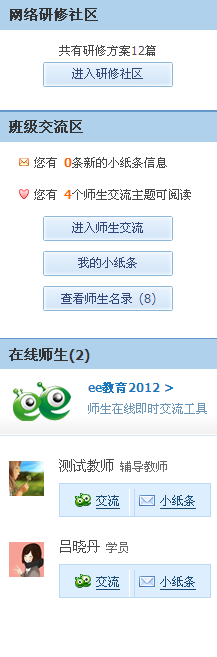 网络研修社区
共有研修方案12篇
进入研修社区
班级交流区
您有 0条新的小纸条信息
您有 4个师生交流主题可阅读
进入师生交流
我的小纸条
查看师生名录（8）
在线师生(2)
ee教育2012 >
师生在线即时交流工具
测试教师 辅导教师
交流 小纸条
吕晓丹 学员
交流 小纸条